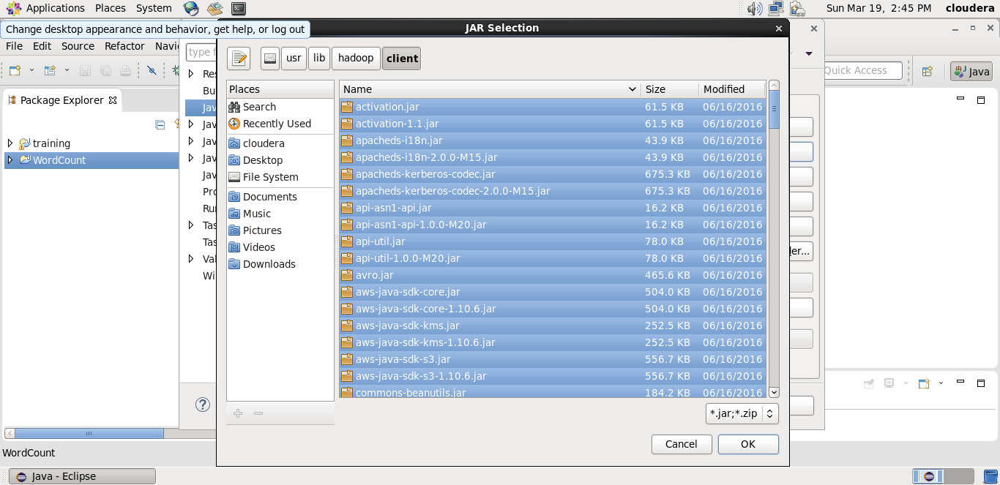 Applications Places System Sun Mar 19, 2:45 PM cloudera
Change desktop appearance and behavior, get help, or log out
JAR Selection
File Edit Source Refactor Navi
type f
usr lib hadoop client
Quick Access Java
Package Explorer
training
WordCount
Res
Bu
Jav
Jav
Jav
Jav
Jav
Pro
Run
Tas
Tas
Val
Wi
Places
Search
Recently Used
cloudera
Desktop
File System
Documents
Music
Pictures
Videos
Downloads
Name Size Modified
activation.jar 61.5 KB 06/16/2016
activation-1.1.jar 61.5 KB 06/16/2016
apacheds-i18n.jar 43.9 KB 06/16/2016
apacheds-i18n-2.0.0-M15.jar 43.9 KB 06/16/2016
apacheds-kerberos-codec.jar 675.3 KB 06/16/2016
apacheds-kerberos-codec-2.0.0-M15.jar 675.3 KB 06/16/2016
api-asn1-api.jar 16.2 KB 06/16/2016
api-asn1-api-1.0.0-M20.jar 16.2 KB 06/16/2016
api-util.jar 78.0 KB 06/16/2016
api-util-1.0.0-M20.jar 78.0 KB 06/16/2016
avro.jar 465.6 KB 06/16/2016
aws-java-sdk-core.jar 504.0 KB 06/16/2016
aws-java-sdk-core-1.10.6.jar 504.0 KB 06/16/2016
aws-java-sdk-kms.jar 252.5 KB 06/16/2016
aws-java-sdk-kms-1.10.6.jar 252.5 KB 06/16/2016
aws-java-sdk-s3.jar 556.7 KB 06/16/2016
aws-java-sdk-s3-1.10.6.jar 556.7 KB 06/16/2016
commons-beanutils.jar 184.2 KB 06/16/2016
der...
*.jar;*.zip
Cancel OK
WordCount
Java - Eclipse